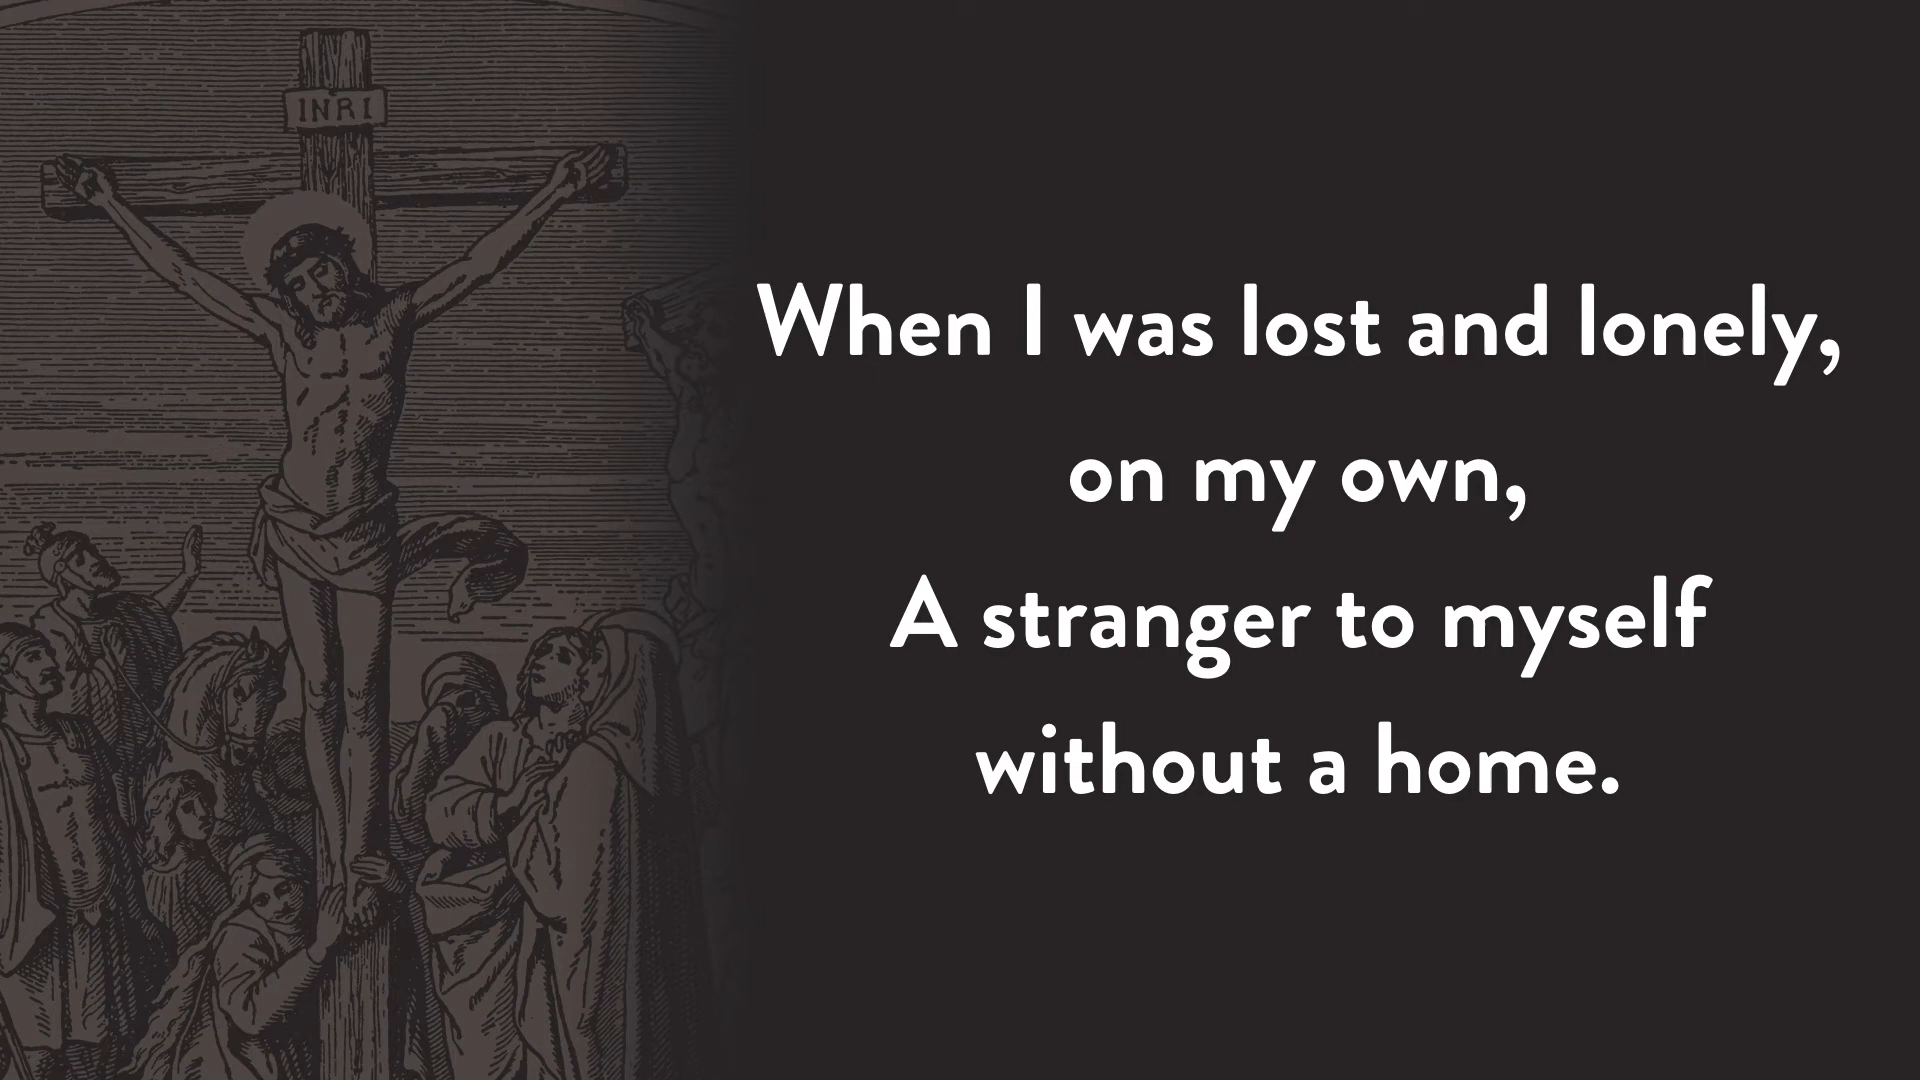 INRI
When I was lost and lonely,
on my own,
A stranger to myself
without a home.